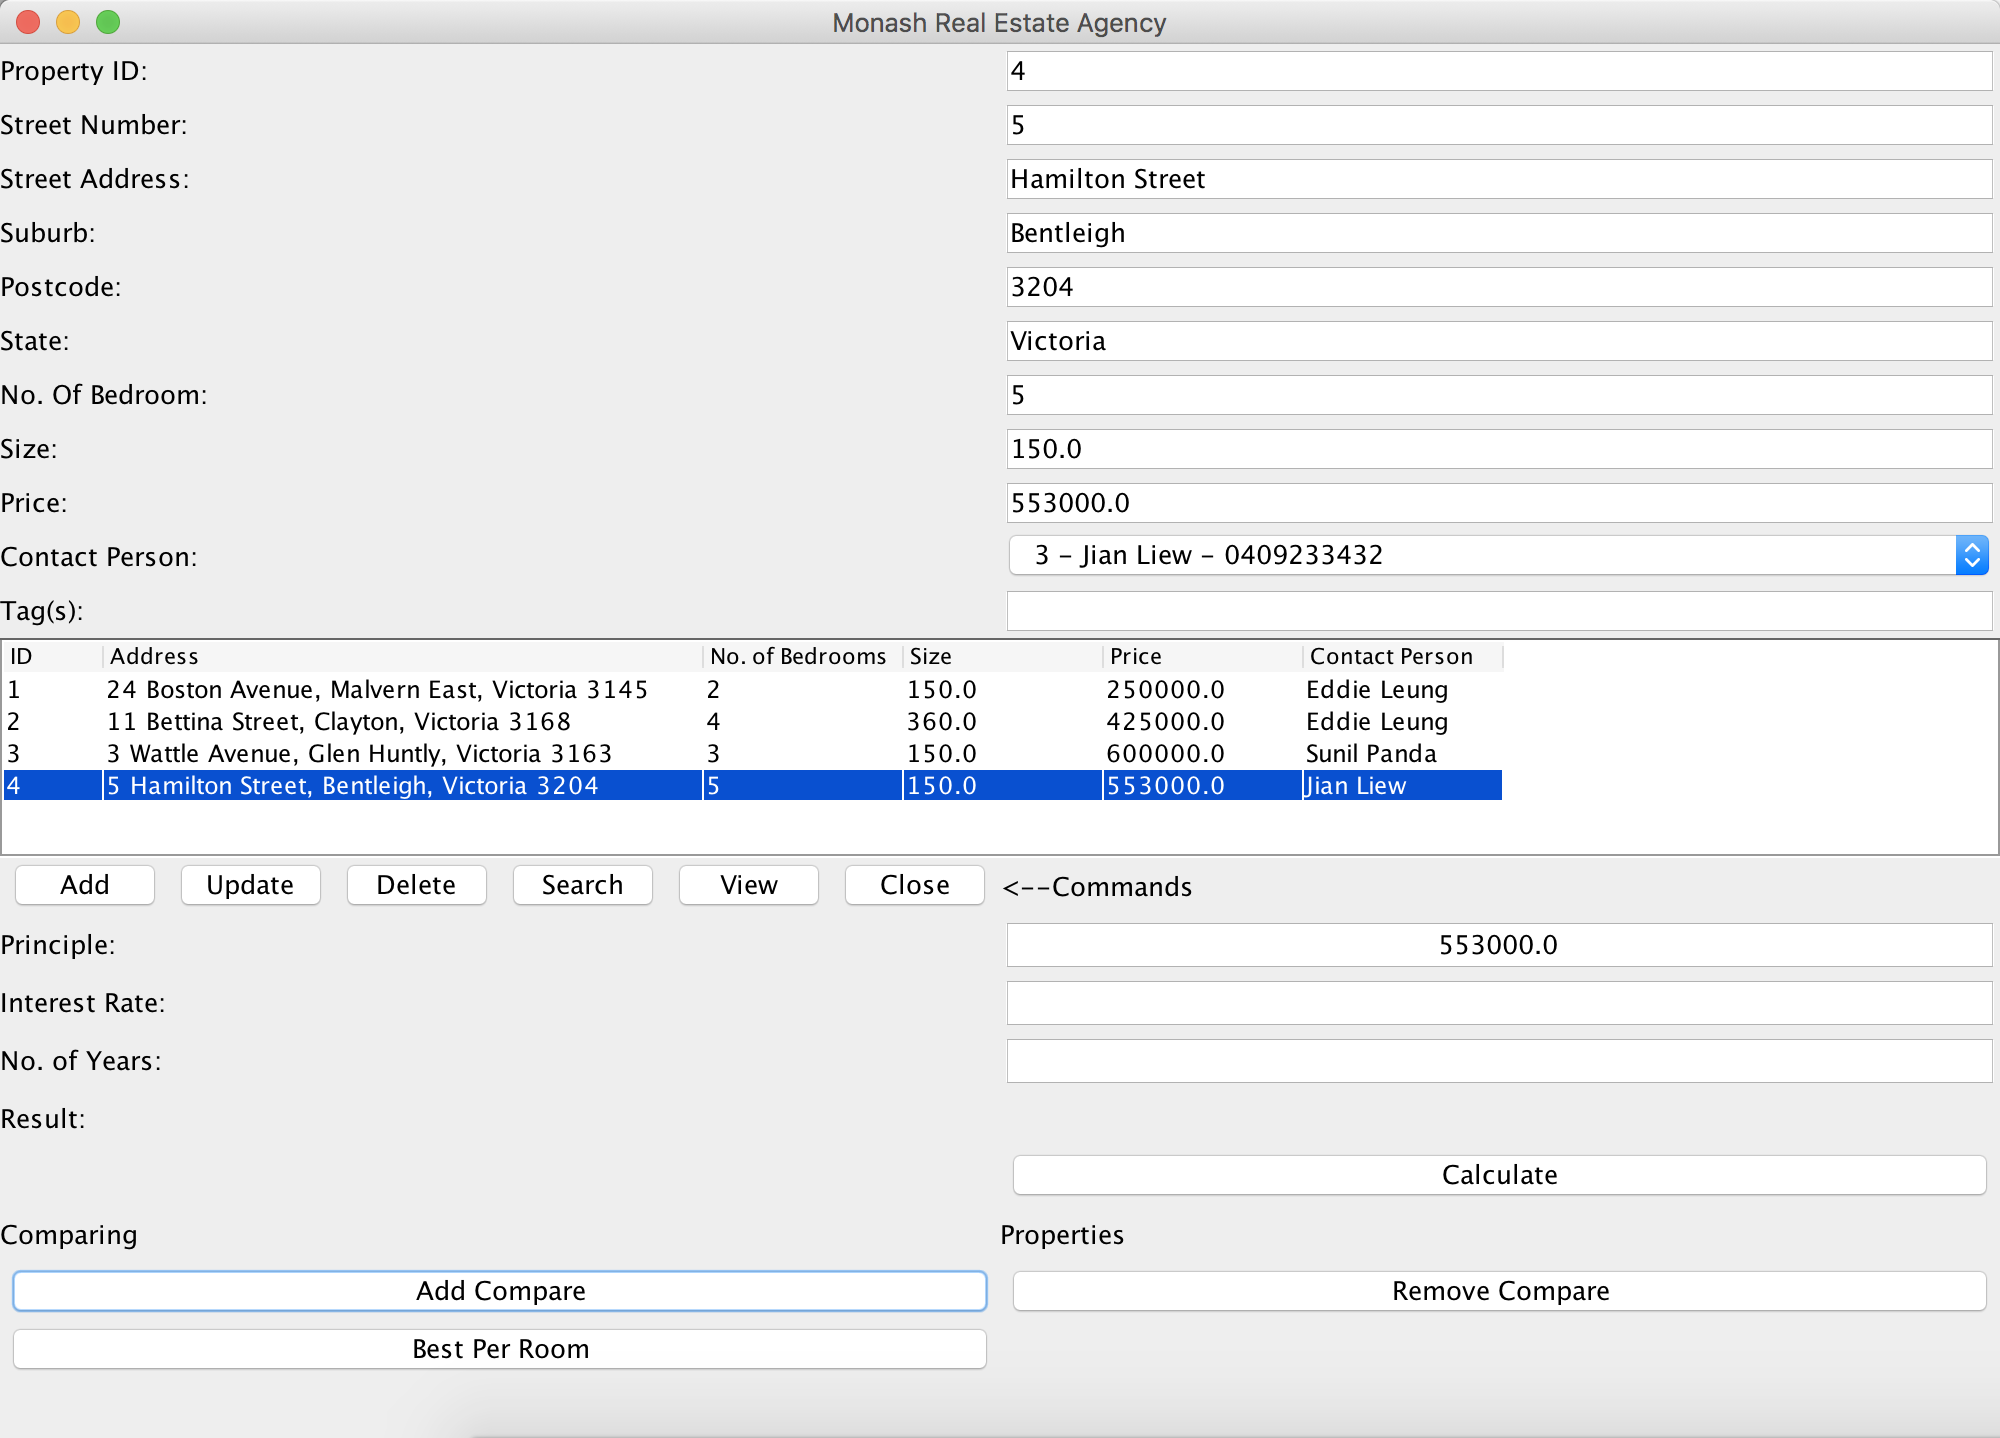 Monash Real Estate Agency
Property ID: 4
Street Number: 5
Street Address: Hamilton Street
Suburb: Bentleigh
Postcode: 3204
State: Victoria
No. Of Bedroom: 5
Size: 150.0
Price: 553000.0
Contact Person: 3 – Jian Liew – 0409233432
Tag(s):
ID Address No. of Bedrooms Size Price Contact Person
1 24 Boston Avenue, Malvern East, Victoria 3145 2 150.0 250000.0 Eddie Leung
2 11 Bettina Street, Clayton, Victoria 3168 4 360.0 425000.0 Eddie Leung
3 3 Wattle Avenue, Glen Huntly, Victoria 3163 3 150.0 600000.0 Sunil Panda
4 5 Hamilton Street, Bentleigh, Victoria 3204 5 150.0 553000.0 Jian Liew
Add Update Delete Search View Close <--Commands
Principle: 553000.0
Interest Rate:
No. of Years:
Result:
Calculate
Comparing Properties
Add Compare Remove Compare
Best Per Room